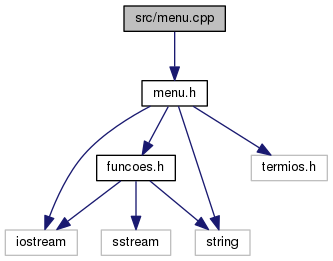 src/menu.cpp
menu.h
funcoes.h
termios.h
iostream
sstream
string